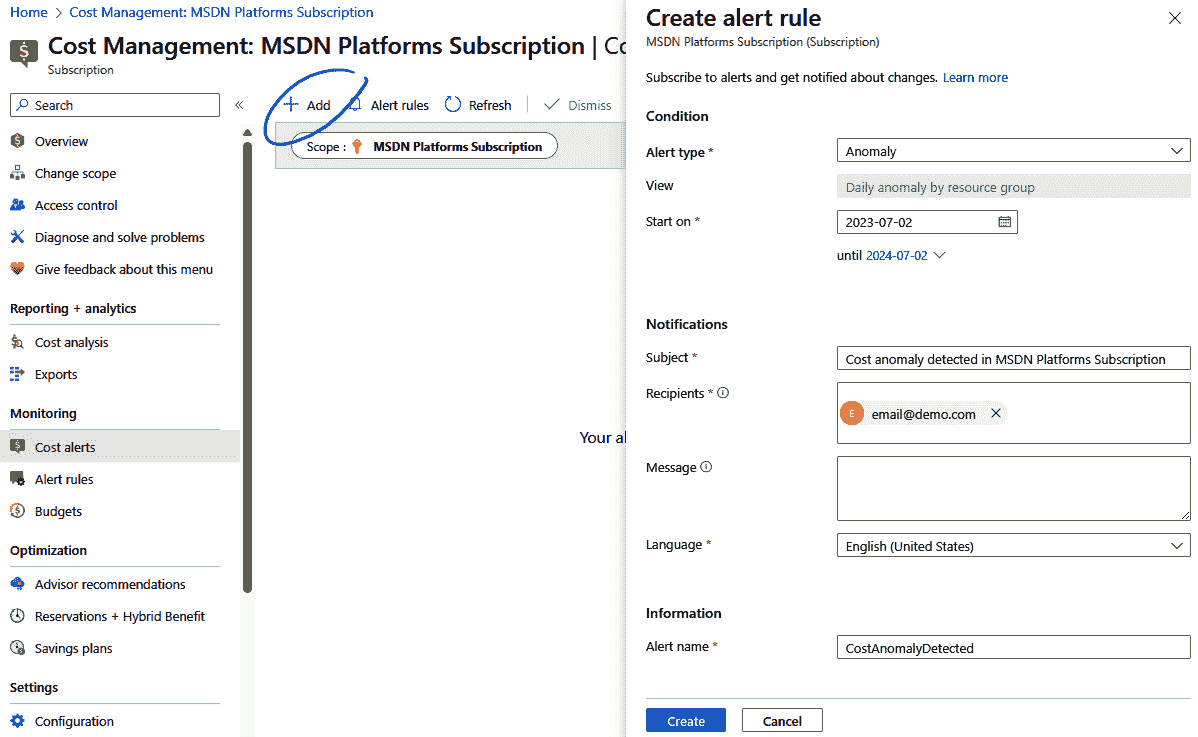 Home > Cost Management: MSDN Platforms Subscription
Cost Management: MSDN Platforms Subscription | Co
Subscription
Search
«
Overview
Change scope
Access control
Diagnose and solve problems
Give feedback about this menu
Reporting + analytics
Cost analysis
Exports
Monitoring
Cost alerts
Alert rules
Budgets
Optimization
Advisor recommendations
Reservations + Hybrid Benefit
Savings plans
Settings
Configuration
Add Alert rules Refresh Dismiss
Scope : MSDN Platforms Subscription
Your al
Create alert rule
MSDN Platforms Subscription (Subscription)
Subscribe to alerts and get notified about changes. Learn more
Condition
Alert type * Anomaly
View Daily anomaly by resource group
Start on * 2023-07-02
until 2024-07-02
Notifications
Subject * Cost anomaly detected in MSDN Platforms Subscription
Recipients * E email@demo.com
Message
Language * English (United States)
Information
Alert name * CostAnomalyDetected
Create Cancel